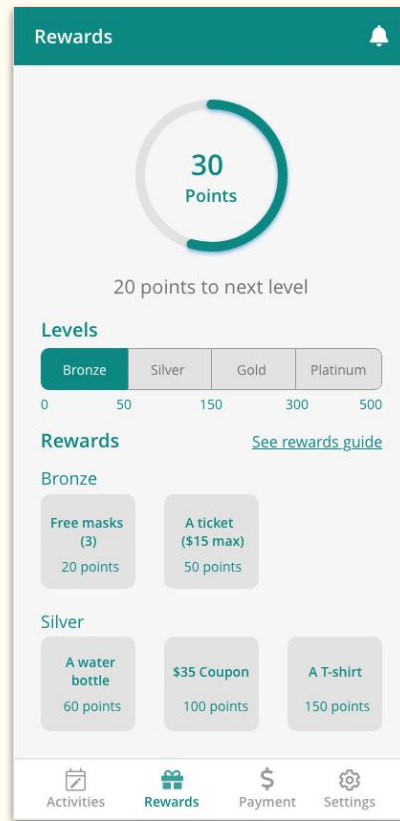 Rewards
30
Points
20 points to next level
Levels
Bronze Silver Gold Platinum
0 50 150 300 500
Rewards See rewards guide
Bronze
Free masks
(3)
20 points
A ticket
($15 max)
50 points
Silver
A water
bottle
60 points
$35 Coupon
100 points
A T-shirt
150 points
Activities Rewards Payment Settings